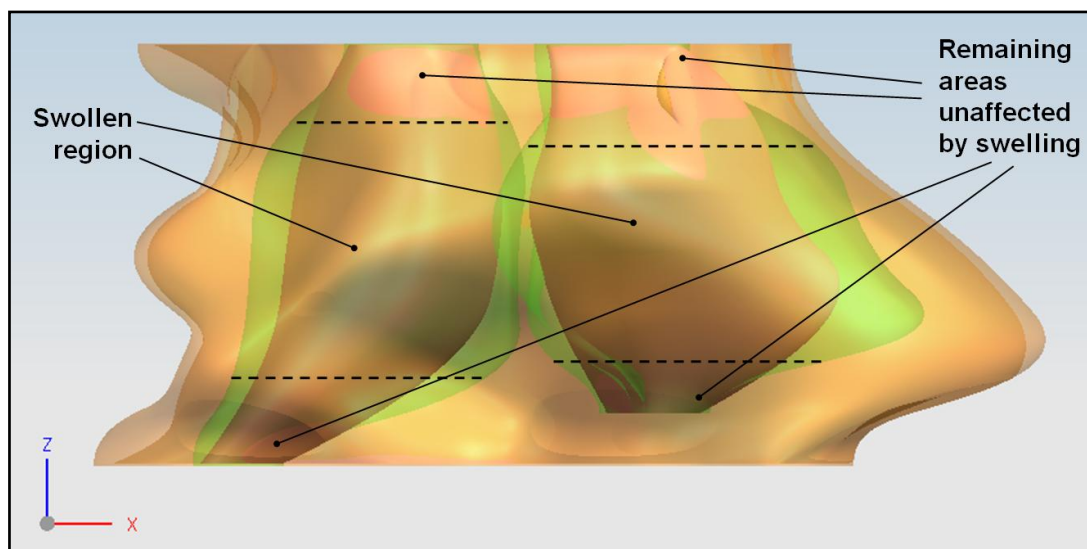 Swollen
region
Remaining
areas
unaffected
by swelling
Z
X